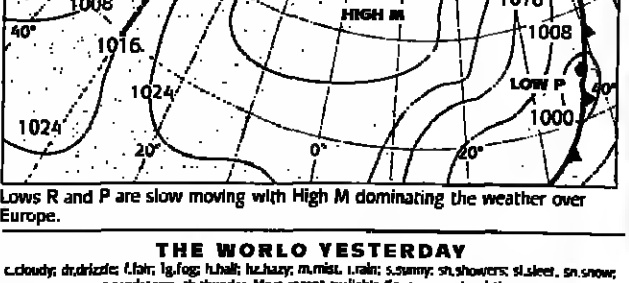 1008
HIGH M
40°
1008
1016
LOW P
1024
40°
1000
1024
20°
0°
20°
Lows R and P are slow moving with High M dominating the weather over
Europe.
THE WORLD YESTERDAY
c.cloudy; dr.drizzle; f.fair; lg.fog; h.hail; hz.hazy; m.mist; r.rain; s.sunny; sh.showers; sl.sleet; sn.snow;